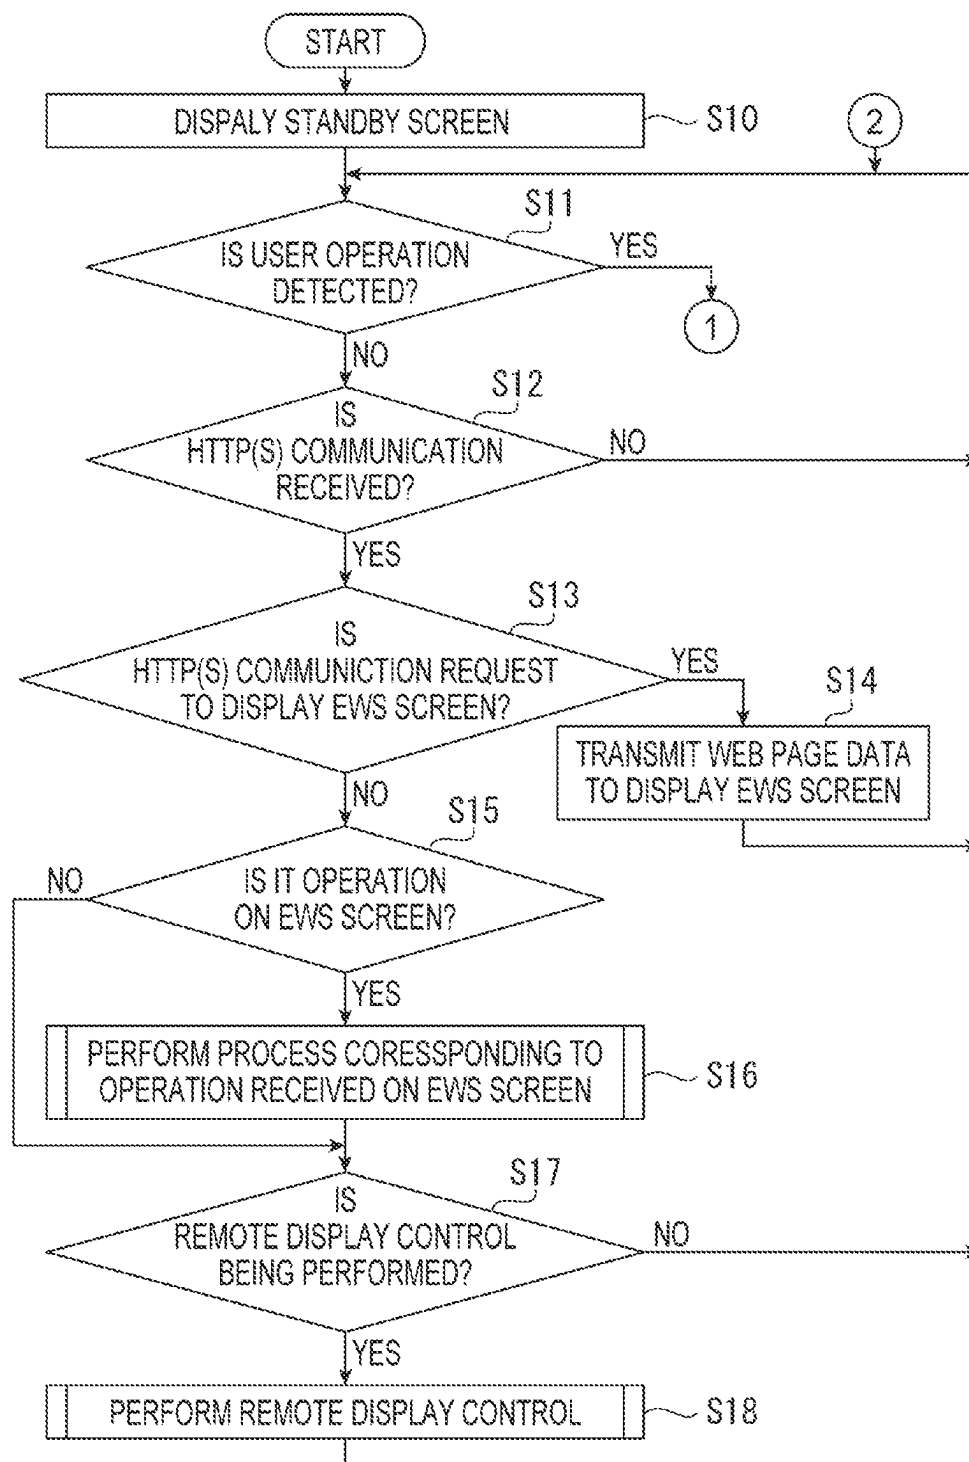 START
DISPALY STANDBY SCREEN
S10
2
S11
IS USER OPERATION
DETECTED?
YES
1
NO
S12
IS
HTTP(S) COMMUNICATION
RECEIVED?
NO
YES
S13
IS
HTTP(S) COMMUNICTION REQUEST
TO DISPLAY EWS SCREEN?
YES
S14
TRANSMIT WEB PAGE DATA
TO DISPLAY EWS SCREEN
NO
S15
IS IT OPERATION
ON EWS SCREEN?
NO
YES
PERFORM PROCESS CORESSPONDING TO
OPERATION RECEIVED ON EWS SCREEN
S16
S17
IS
REMOTE DISPLAY CONTROL
BEING PERFORMED?
NO
YES
PERFORM REMOTE DISPLAY CONTROL
S18